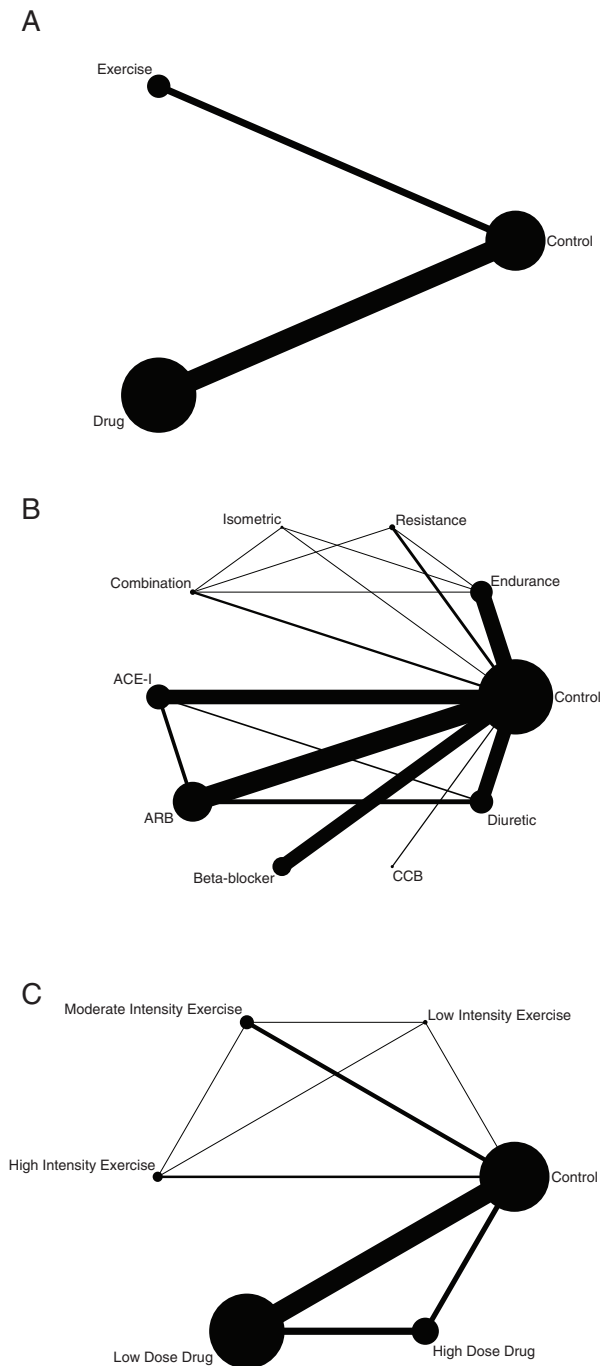 A
Exercise
Control
Drug
B
Isometric
Resistance
Combination
Endurance
ACE-I
Control
ARB
Diuretic
Beta-blocker
CCB
C
Moderate Intensity Exercise
Low Intensity Exercise
High Intensity Exercise
Control
Low Dose Drug
High Dose Drug